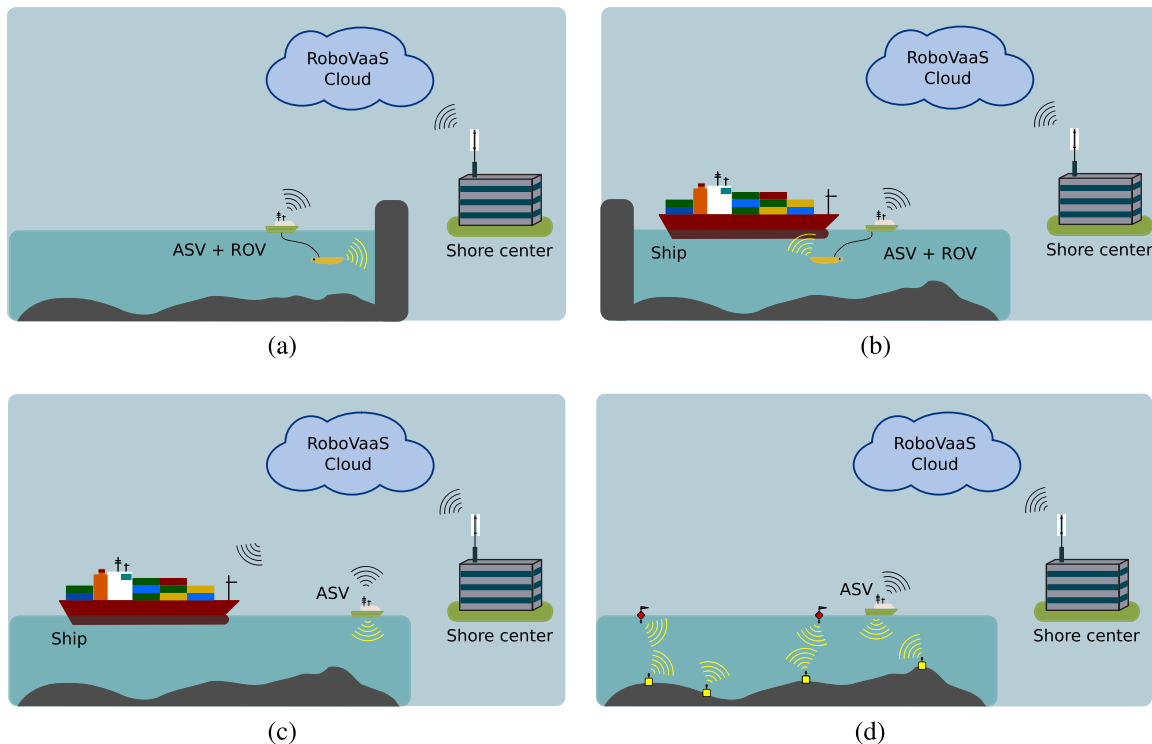 RoboVaaS
Cloud
ASV + ROV
Shore center
(a)
RoboVaaS
Cloud
Ship
ASV + ROV
Shore center
(b)
RoboVaaS
Cloud
ASV
Ship
Shore center
(c)
RoboVaaS
Cloud
ASV
Shore center
(d)